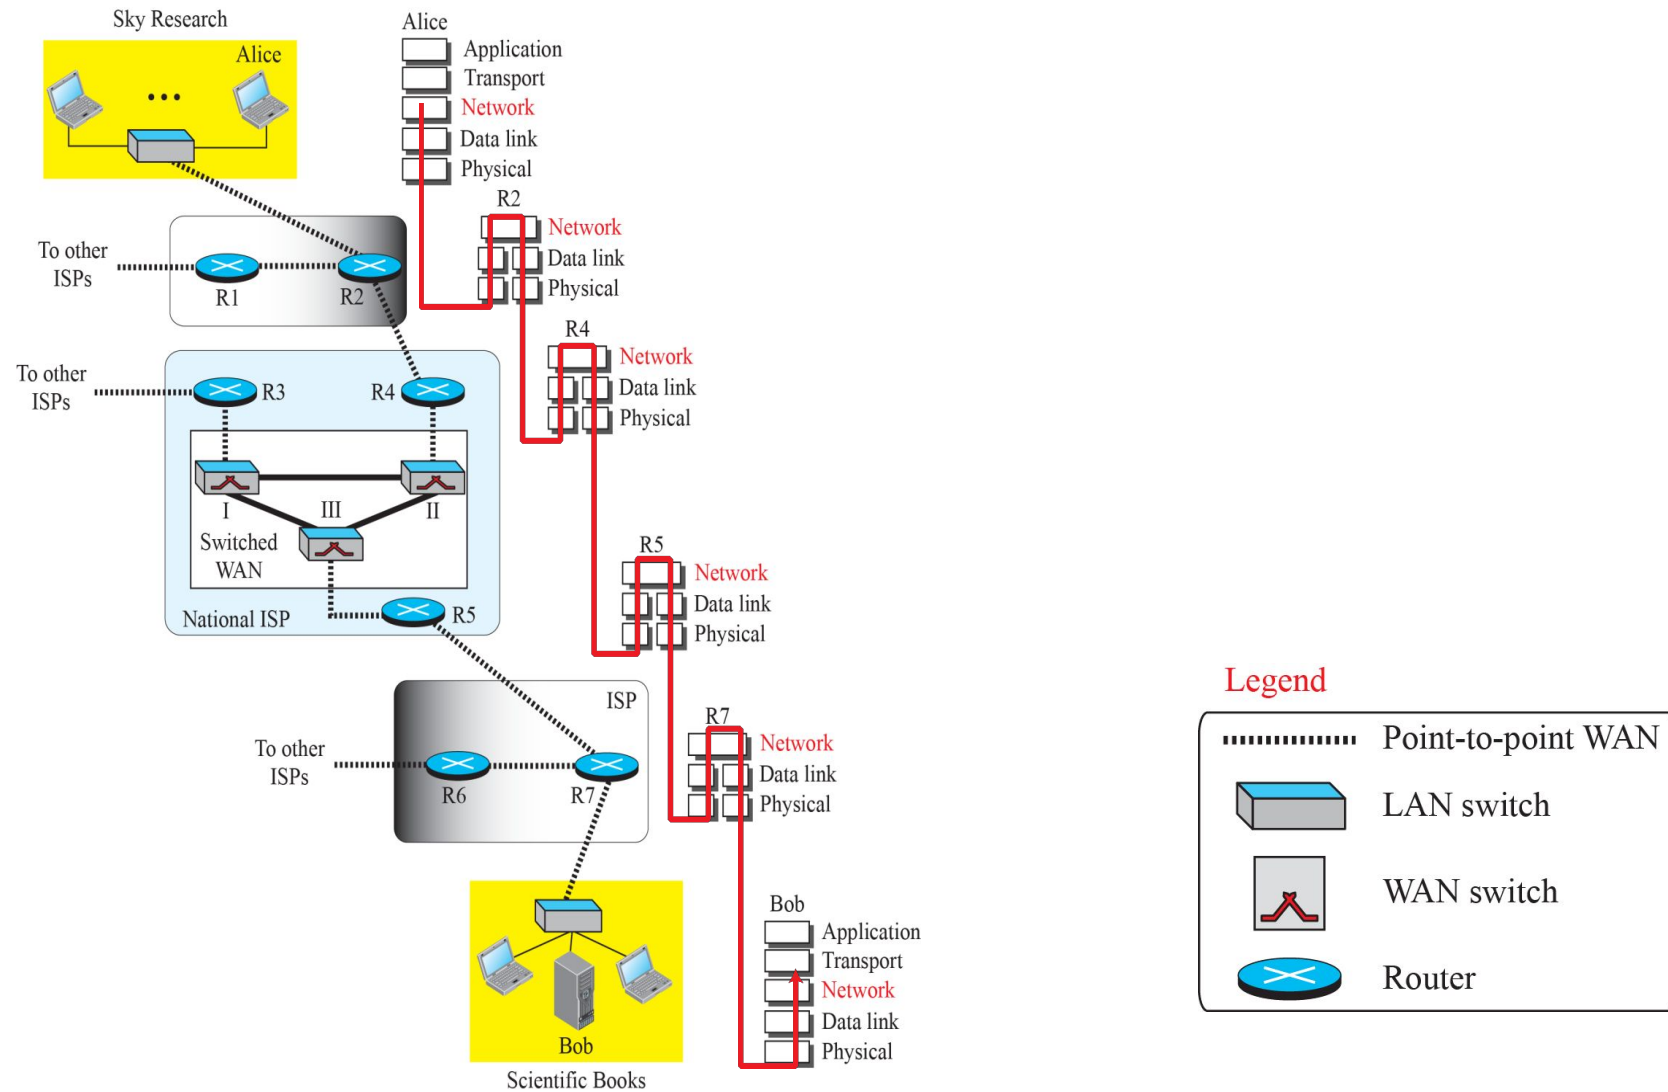 Sky Research
Alice
Alice
Application
Transport
Network
Data link
Physical
R2
Network
Data link
Physical
To other
ISPs
R1
R2
R4
Network
Data link
Physical
To other
ISPs
R3
R4
I
III
II
Switched
WAN
R5
National ISP
R5
Network
Data link
Physical
ISP
To other
ISPs
R6
R7
R7
Network
Data link
Physical
Bob
Application
Transport
Network
Data link
Physical
Bob
Scientific Books
Legend
Point-to-point WAN
LAN switch
WAN switch
Router